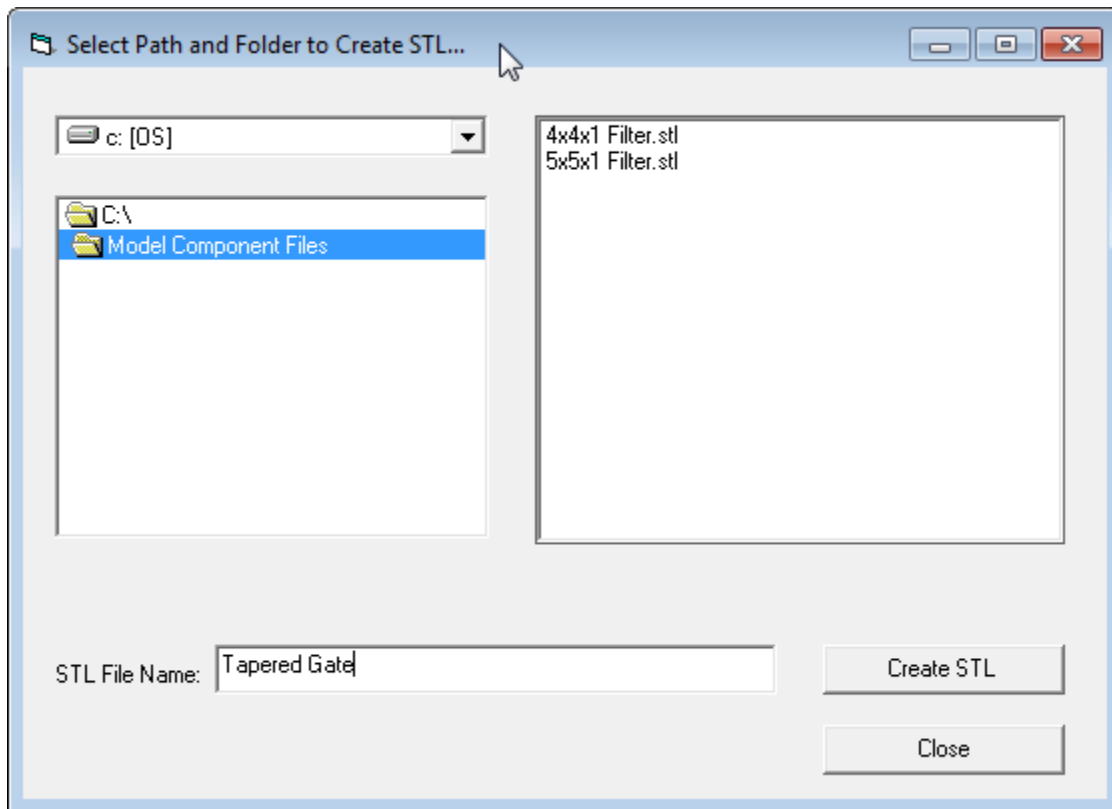 Select Path and Folder to Create STL...
c: [OS]
4x4x1 Filter.stl
5x5x1 Filter.stl
C:\
Model Component Files
STL File Name:
Tapered Gate
Create STL
Close